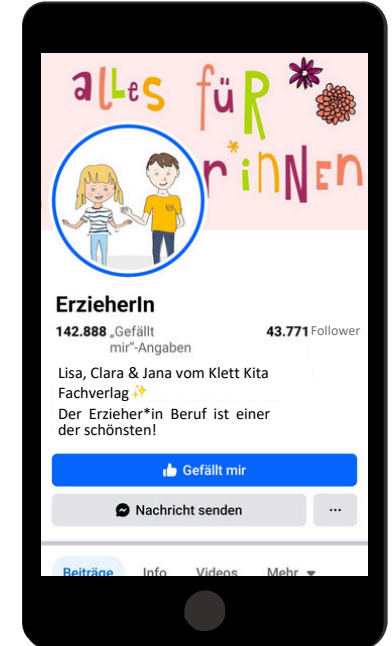 alles für
r*innen
ErzieherIn
142.888 „Gefällt mir“-Angaben
43.771 Follower
Lisa, Clara & Jana vom Klett Kita
Fachverlag ✨
Der Erzieher*in Beruf ist einer
der schönsten!
Gefällt mir
Nachricht senden
...
Beiträge Info Videos Mehr